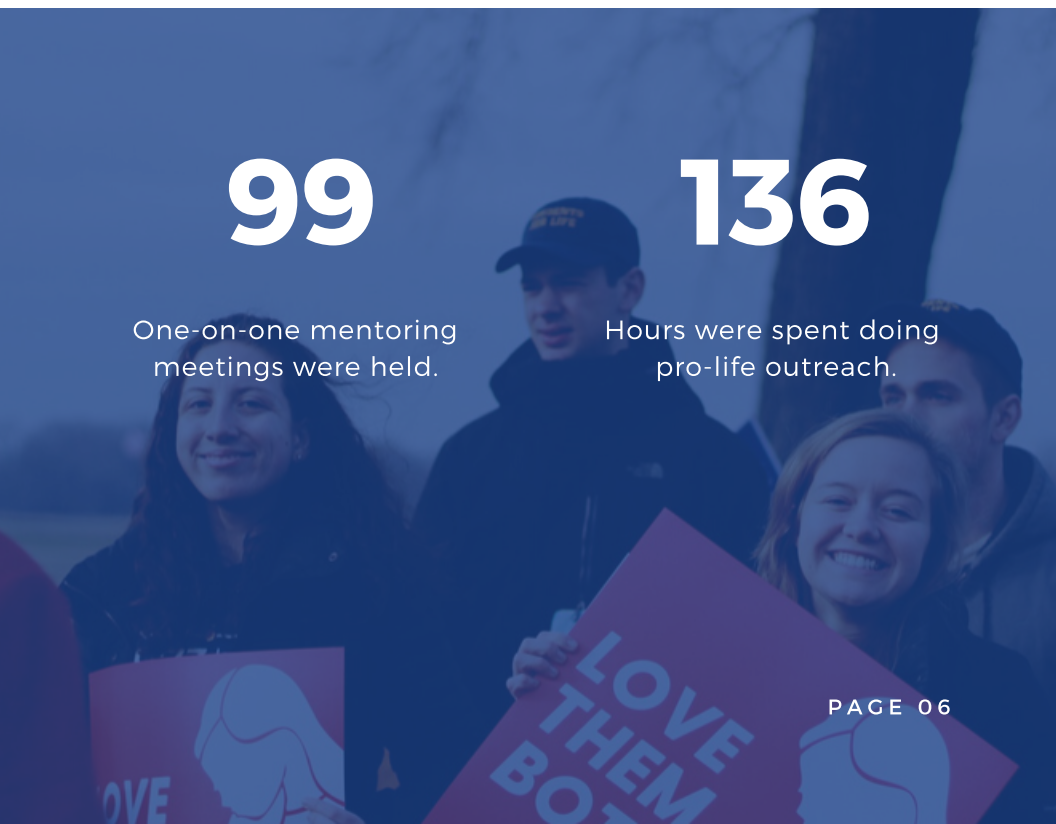 99
One-on-one mentoring
meetings were held.
136
Hours were spent doing
pro-life outreach.
LIFE
PAGE 06
LOVE
THEM
OVE